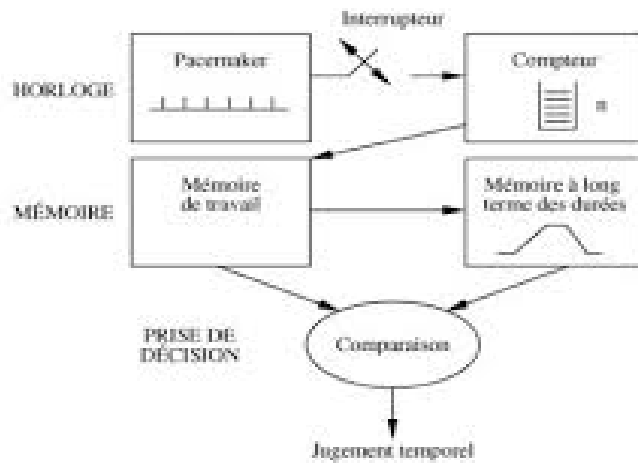 Interrupteur
Pacemaker
Compteur
HORLOGE
n
Mémoire
de travail
Mémoire à long
terme des durées
MÉMOIRE
PRISE DE
DÉCISION
Comparaison
Jugement temporel